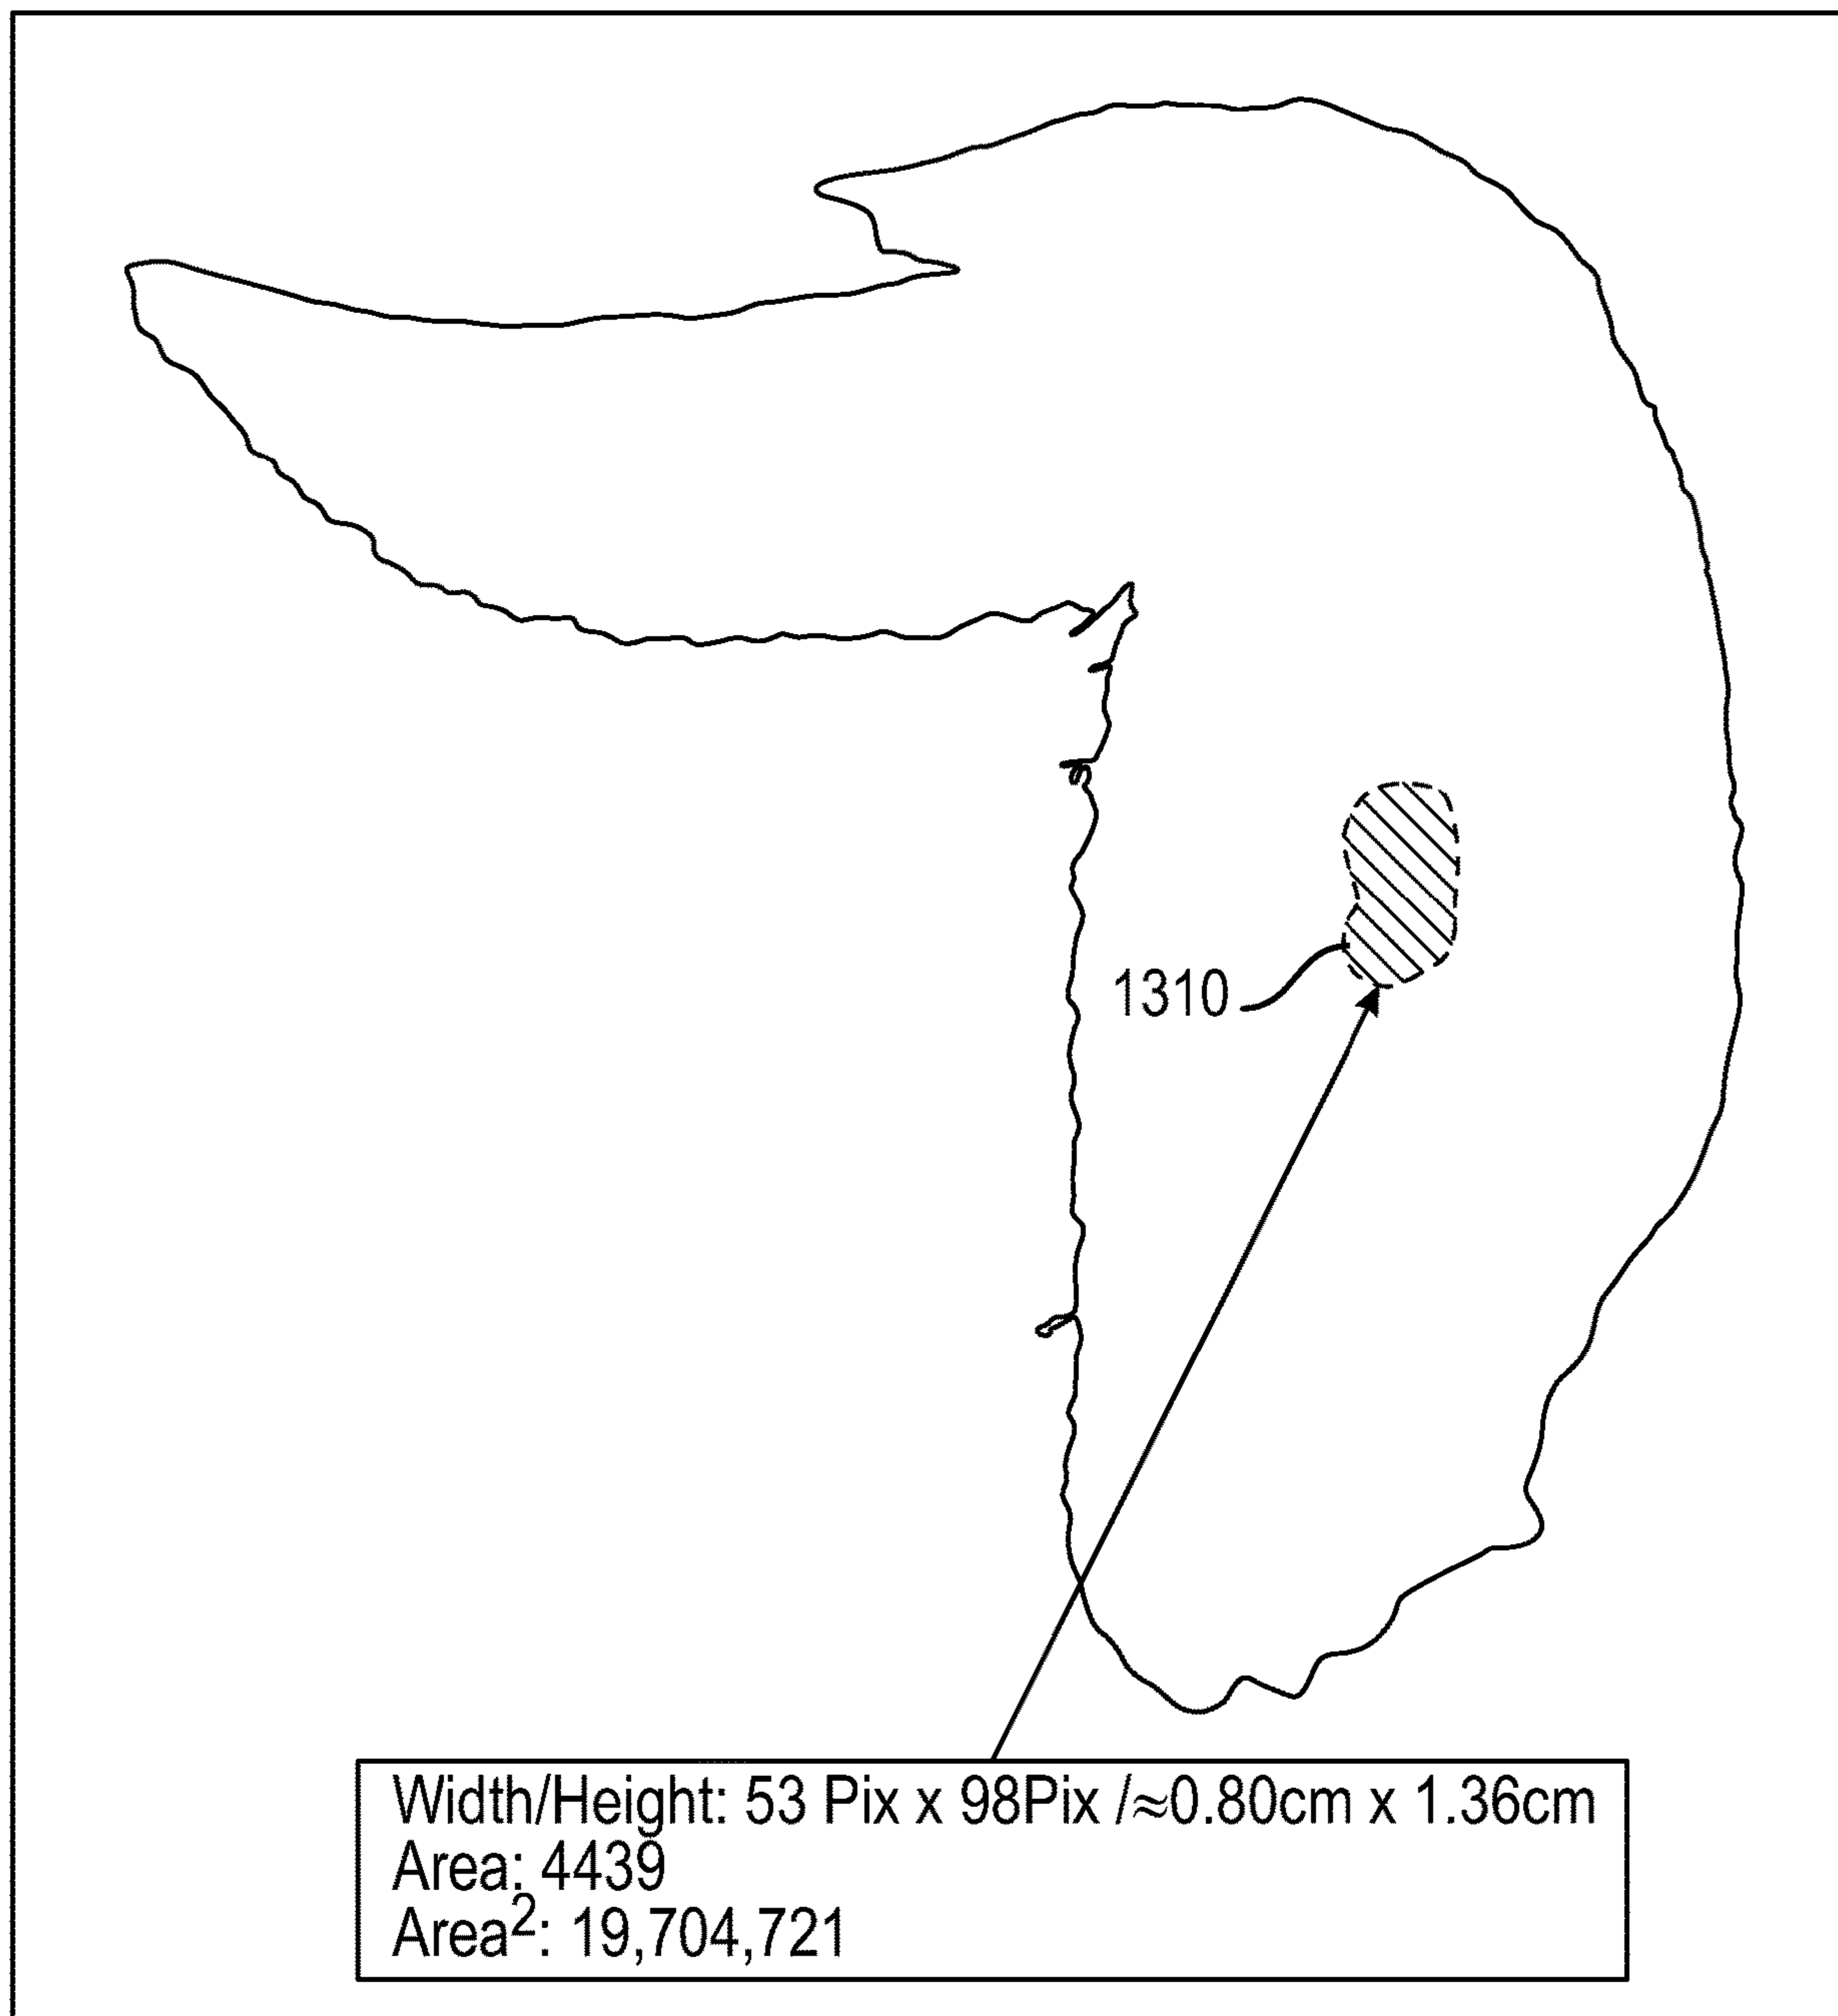 1310
Width/Height: 53 Pix x 98Pix /≈0.80cm x 1.36cm
Area: 4439
Area²: 19,704,721